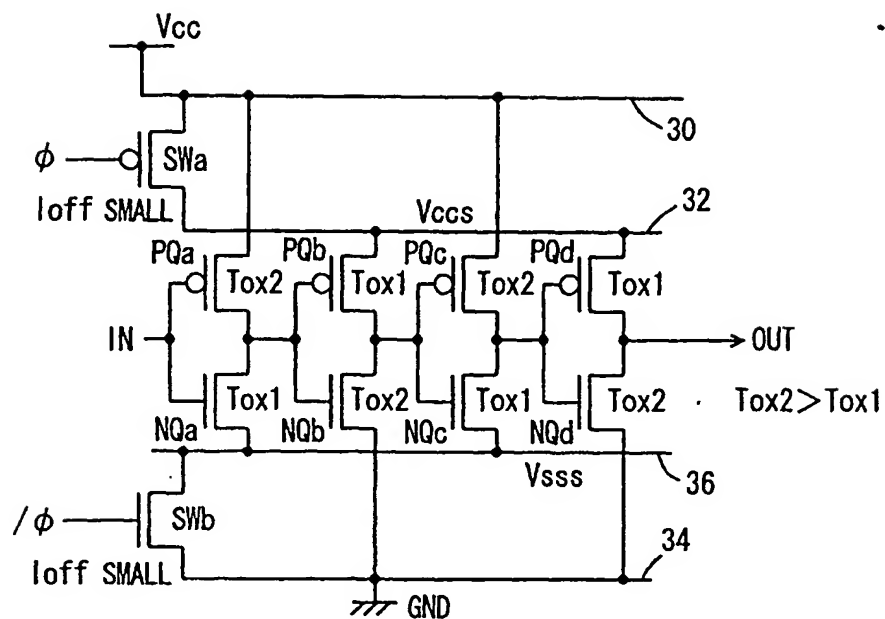 Vcc
30
ϕ
SWa
Ioff SMALL
Vccs
32
PQa
PQb
PQc
PQd
Tox2
Tox1
Tox2
Tox1
IN
OUT
Tox1
Tox2
Tox1
Tox2
Tox2>Tox1
NQa
NQb
NQc
NQd
Vsss
36
/ϕ
SWb
34
Ioff SMALL
GND